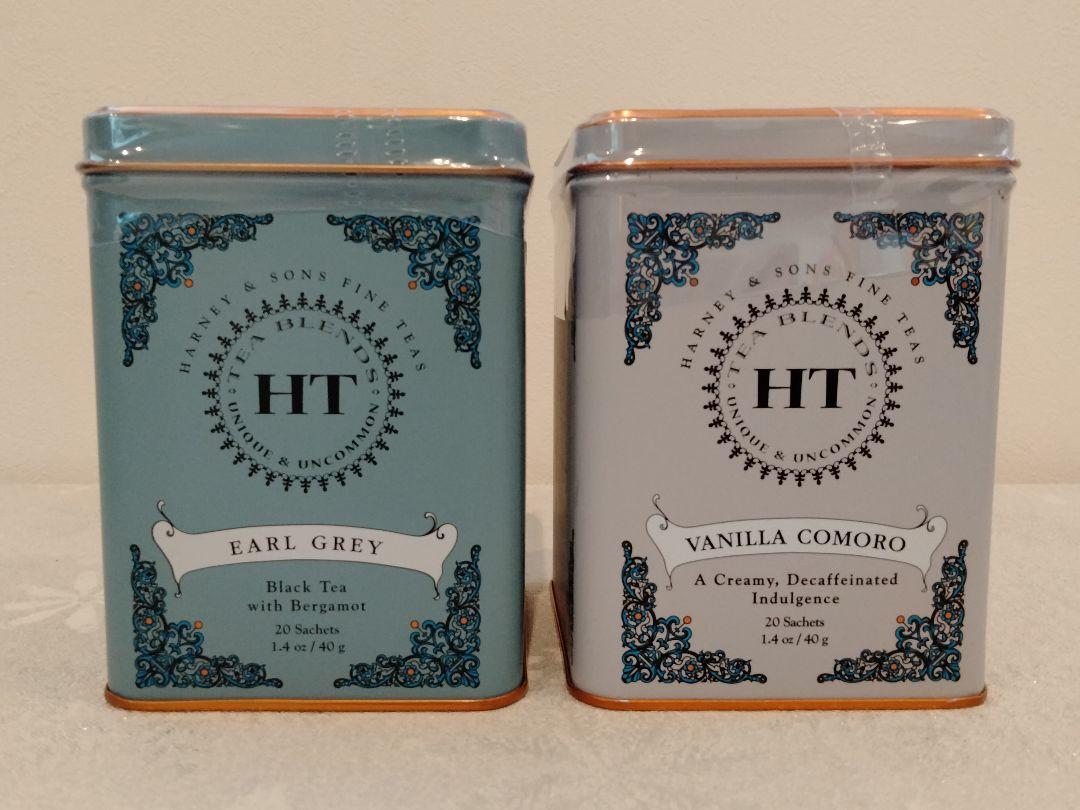 HARNEY & SONS FINE TEAS
TEA BLENDS
HT
UNIQUE & UNCOMMON
EARL GREY
Black Tea
with Bergamot
20 Sachets
1.4 oz / 40 g
HARNEY & SONS FINE TEAS
TEA BLENDS
HT
UNIQUE & UNCOMMON
VANILLA COMORO
A Creamy, Decaffeinated
Indulgence
20 Sachets
1.4 oz / 40 g